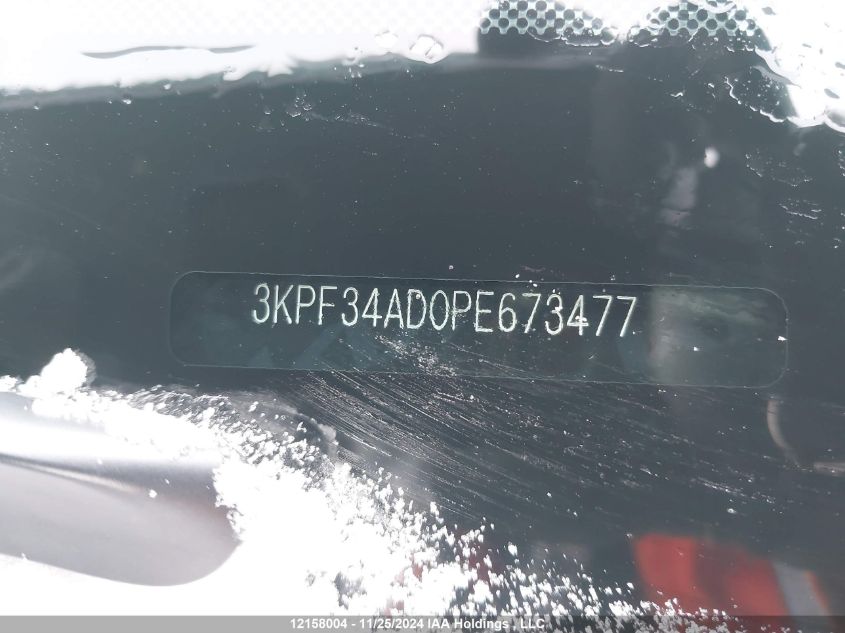 3KPF34AD0PE673477
12158004 - 11/25/2024 IAA Holdings , LLC